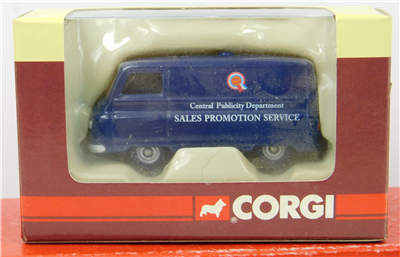 Central Publicity Department
SALES PROMOTION SERVICE
CORGI